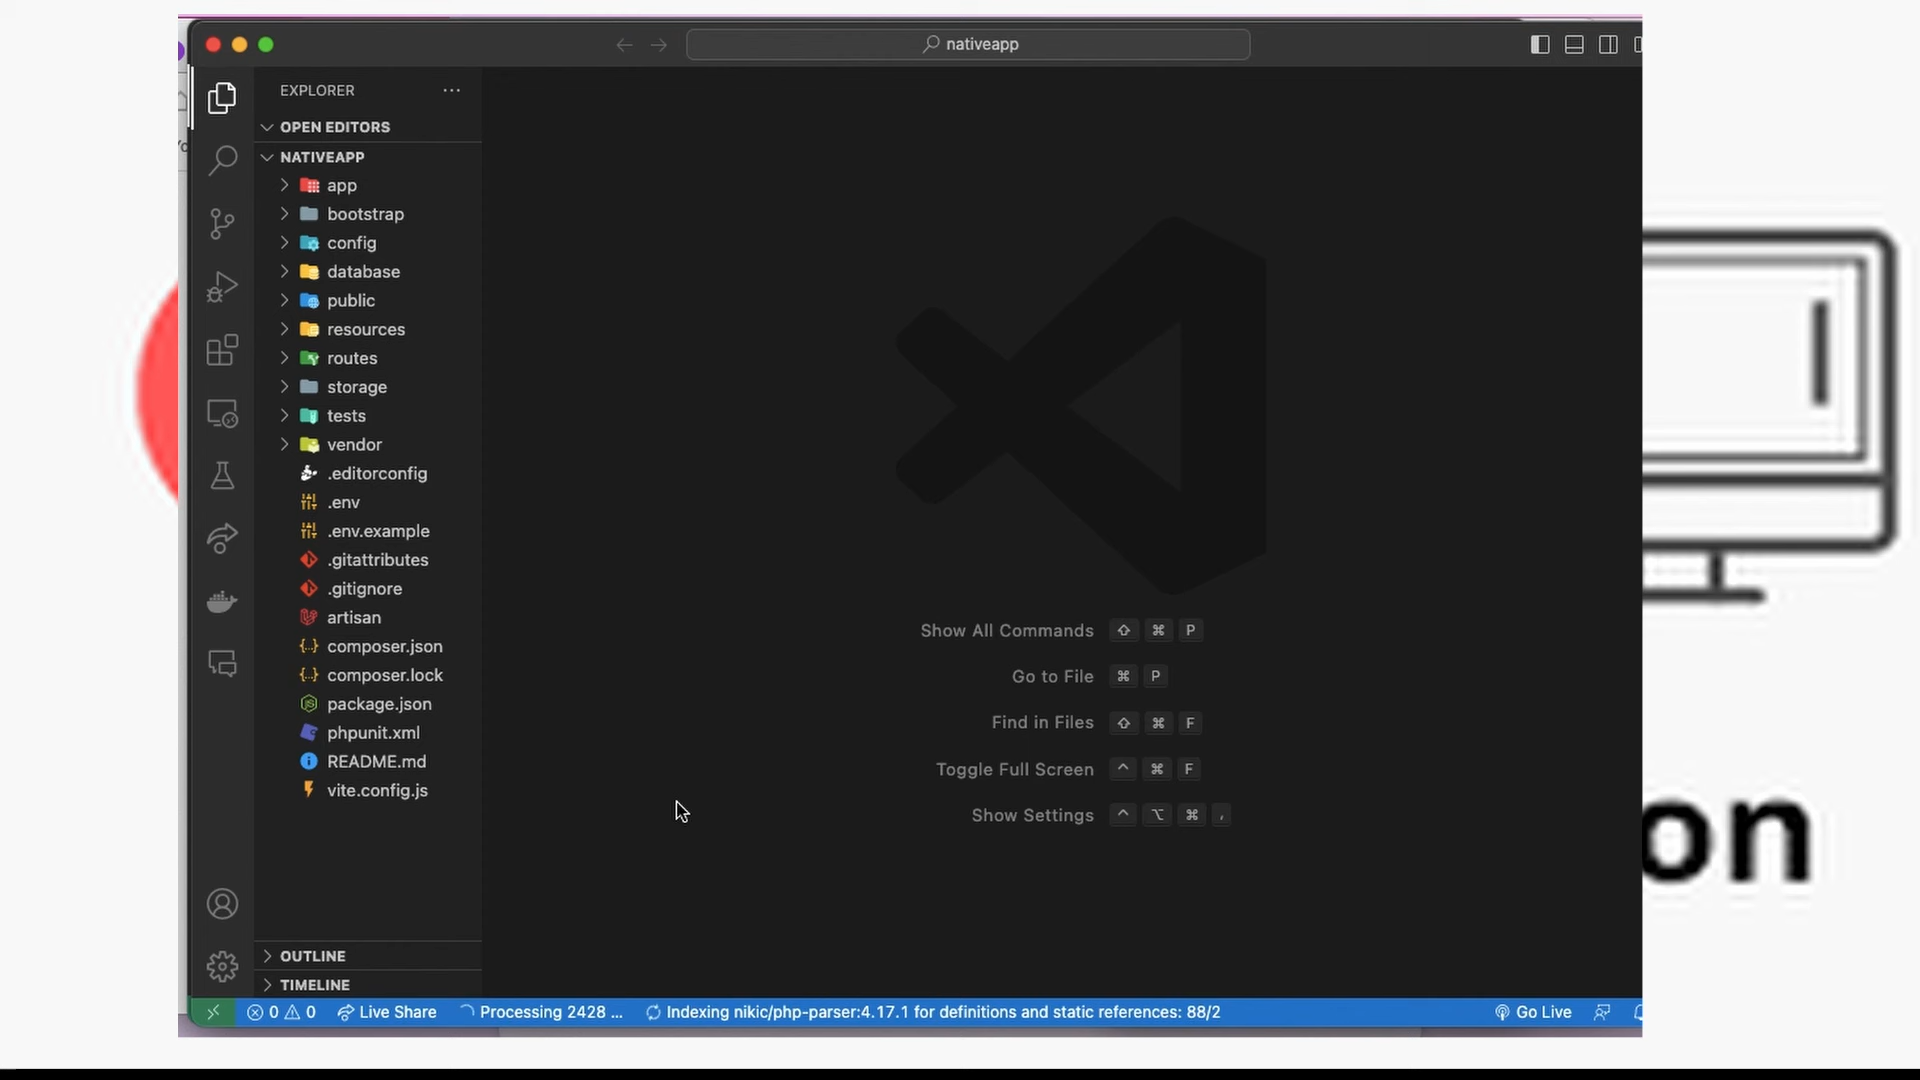 nativeapp
EXPLORER
OPEN EDITORS
NATIVEAPP
app
bootstrap
config
database
public
resources
routes
storage
tests
vendor
.editorconfig
.env
.env.example
.gitattributes
.gitignore
artisan
composer.json
composer.lock
package.json
phpunit.xml
README.md
vite.config.js
OUTLINE
TIMELINE
Show All Commands ⇧ ⌘ P
Go to File ⌘ P
Find in Files ⇧ ⌘ F
Toggle Full Screen ^ ⌘ F
Show Settings ^ ⌥ ⌘ ,
on
0 0 Live Share Processing 2428 ... Indexing nikic/php-parser:4.17.1 for definitions and static references: 88/2 Go Live